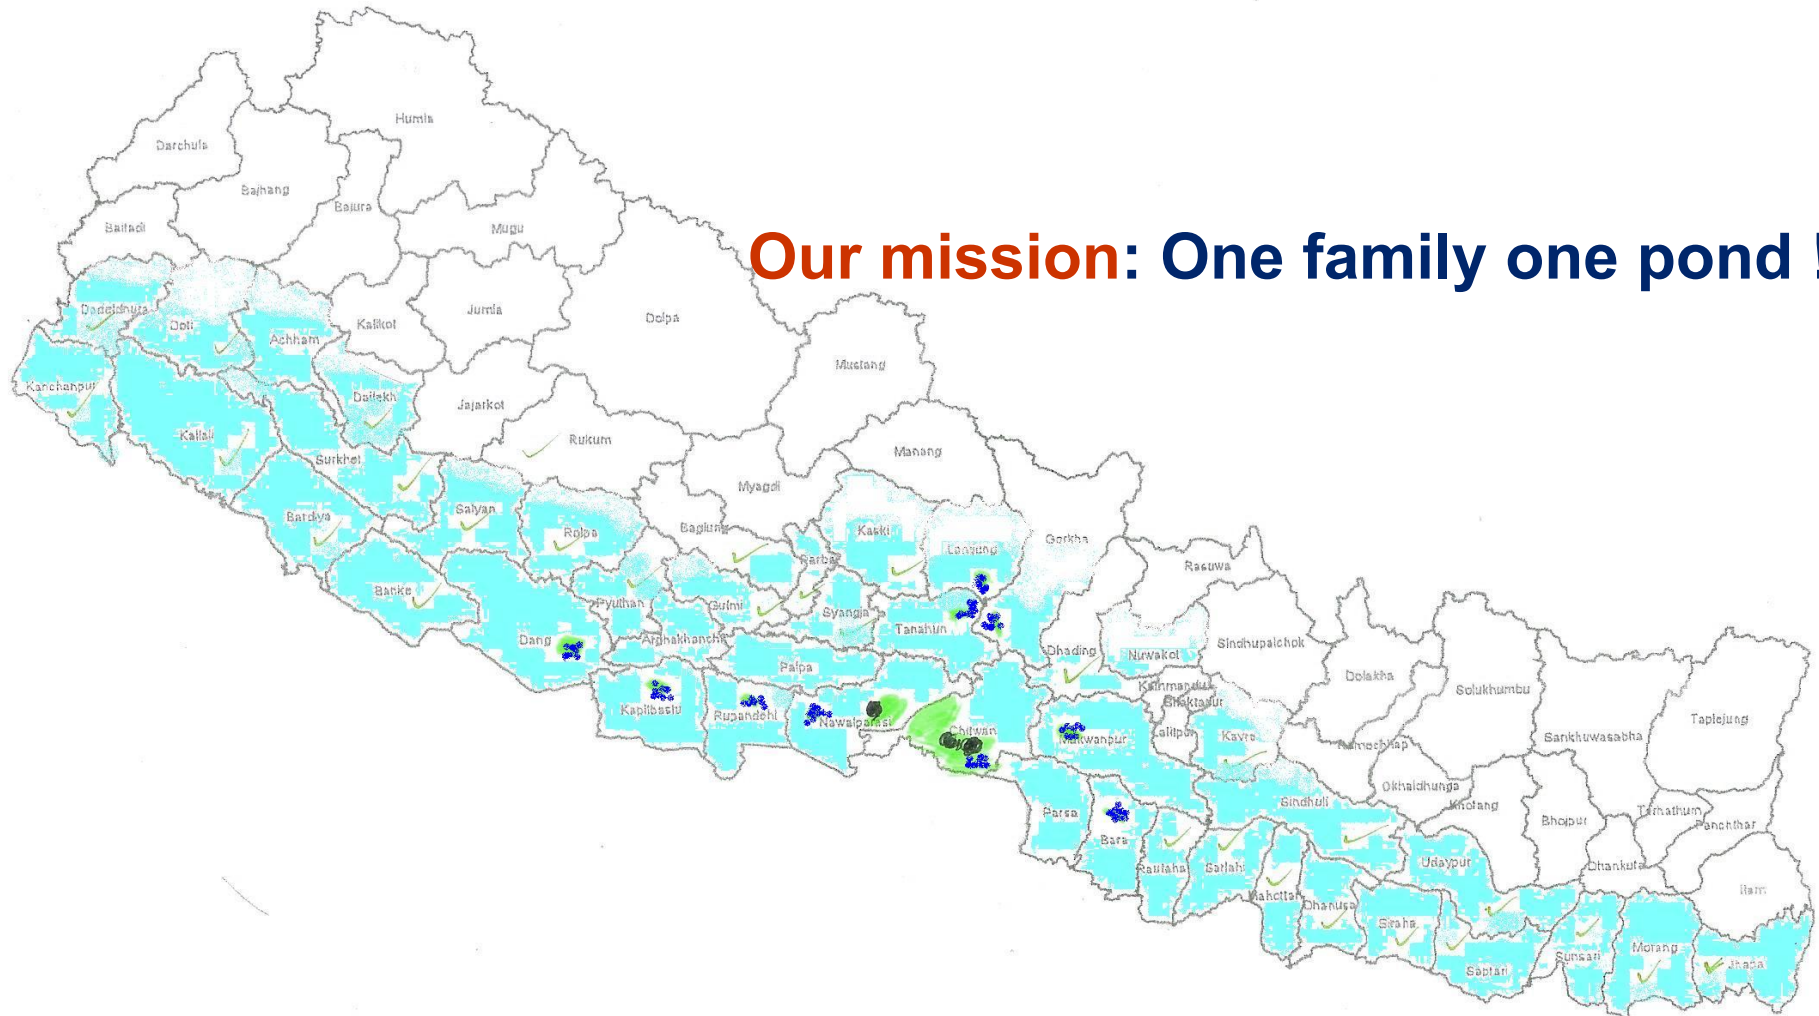 Humla
Darchula
Bajhang
Bajura
Baitadi
Mugu
Our mission: One family one pond !
Dadeldhura
Doti
Achham
Kalikot
Jumla
Dolpa
Mustang
Kanchanpur
Dailekh
Jajarkot
Rukum
Kailali
Surkhet
Manang
Myagdi
Bardiya
Salyan
Rolpa
Baglung
Kaski
Lamjung
Gorkha
Parbat
Rasuwa
Banke
Pyuthan
Gulmi
Syangja
Tanahun
Dang
Arghakhanchi
Palpa
Dhading
Nuwakot
Sindhupalchok
Dolakha
Solukhumbu
Taplejung
Kathmandu
Bhaktapur
Kapilbastu
Rupandehi
Nawalparasi
Chitwan
Makwanpur
Lalitpur
Kavre
Ramechhap
Sankhuwasabha
Okhaldhunga
Khotang
Sindhuli
Parsa
Bara
Bhojpur
Terhathum
Panchthar
Rautaha
Sarlahi
Udaypur
Dhankuta
Ilam
Mahottari
Dhanusa
Siraha
Saptari
Sunsari
Morang
Jhapa